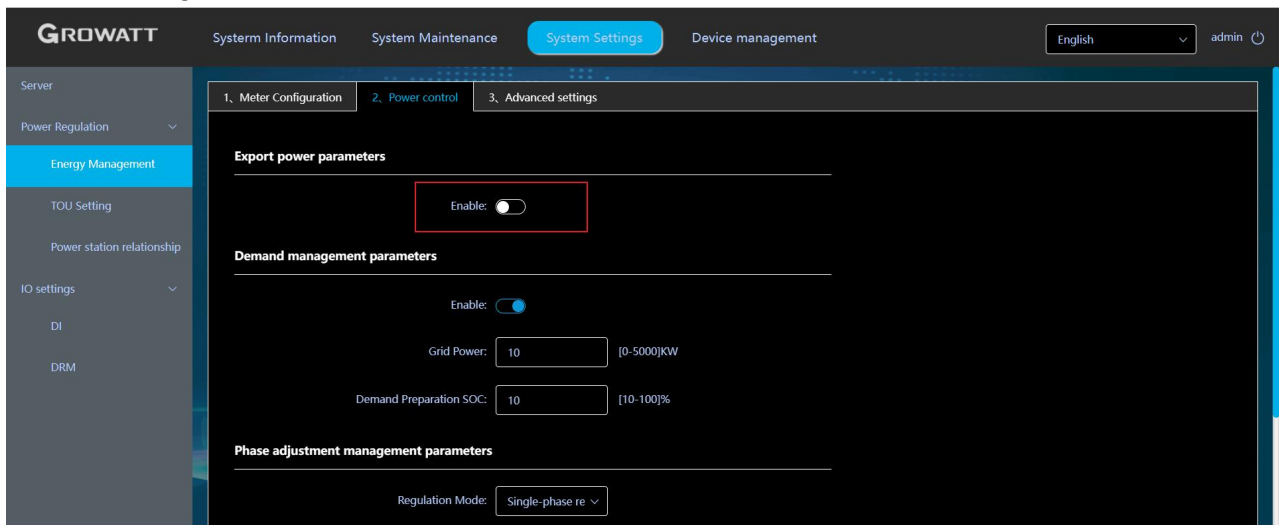 GROWATT
Systerm Information System Maintenance System Settings Device management English admin
Server
Power Regulation
Energy Management
TOU Setting
Power station relationship
IO settings
DI
DRM
1、Meter Configuration 2、Power control 3、Advanced settings
Export power parameters
Enable:
Demand management parameters
Enable:
Grid Power: 10 [0-5000]KW
Demand Preparation SOC: 10 [10-100]%
Phase adjustment management parameters
Regulation Mode: Single-phase re